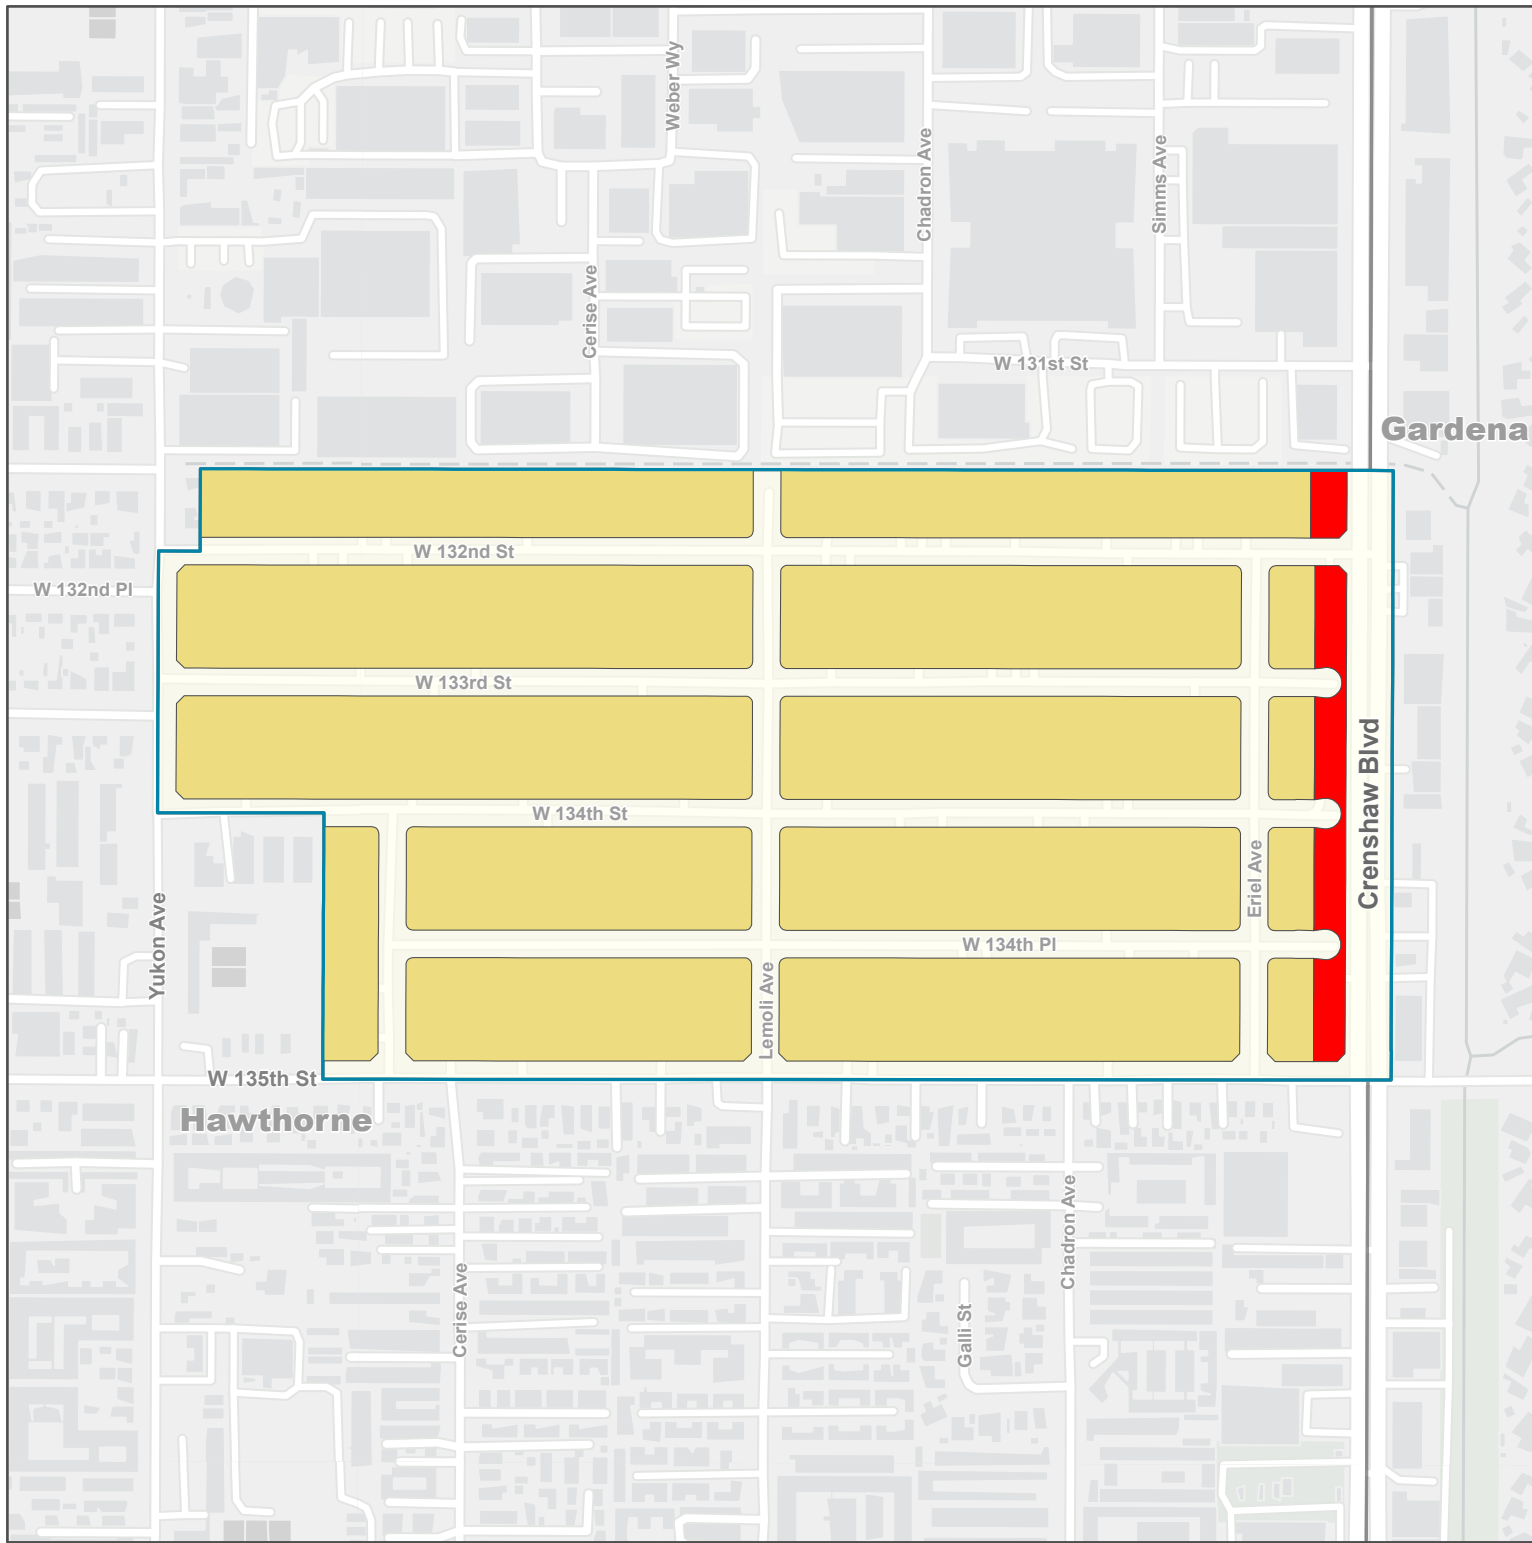 Weber Wy
Chadron Ave
Simms Ave
Cerise Ave
W 131st St
Gardena
W 132nd St
W 132nd Pl
W 133rd St
Crenshaw Blvd
W 134th St
Eriel Ave
Yukon Ave
W 134th Pl
Lemoli Ave
W 135th St
Hawthorne
Chadron Ave
Cerise Ave
Galli St